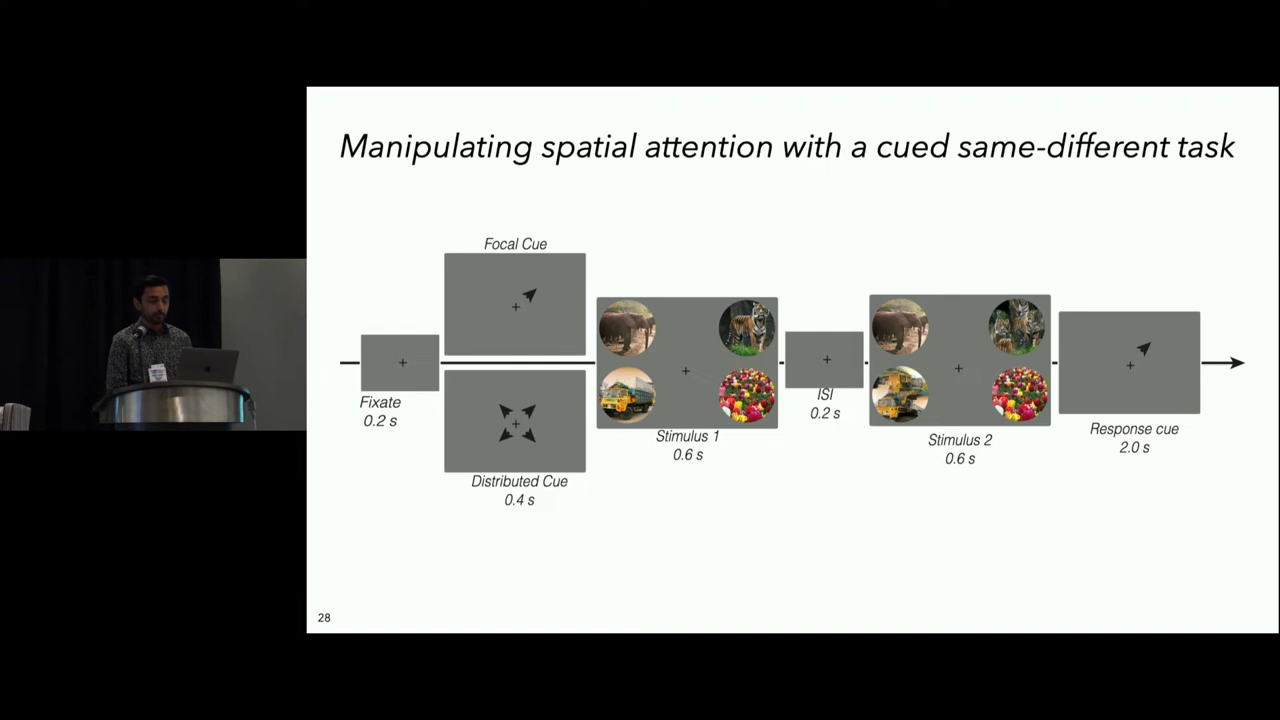 Manipulating spatial attention with a cued same-different task
Focal Cue
Fixate
0.2 s
Distributed Cue
0.4 s
Stimulus 1
0.6 s
ISI
0.2 s
Stimulus 2
0.6 s
Response cue
2.0 s
28